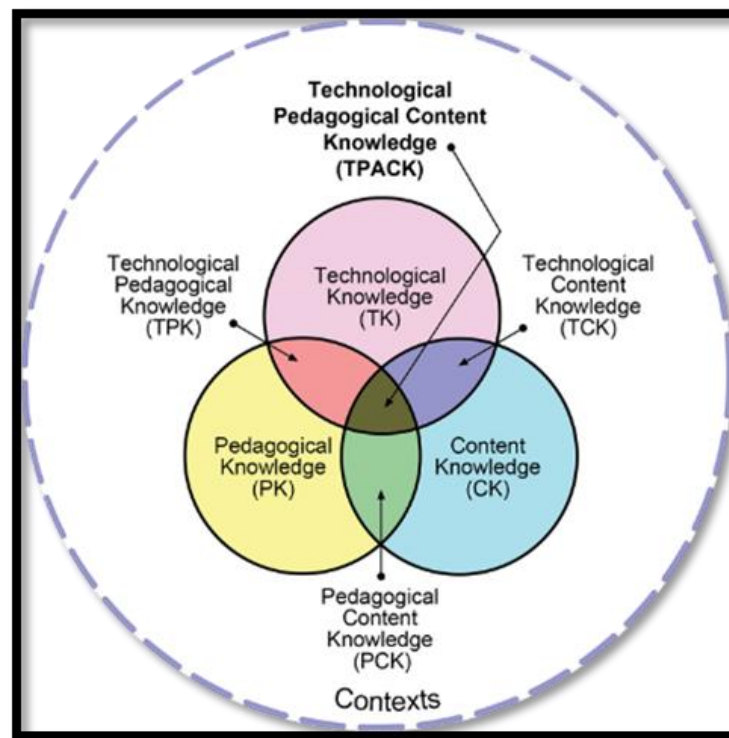 Technological
Pedagogical Content
Knowledge
(TPACK)
Technological
Pedagogical
Knowledge
(TPK)
Technological
Knowledge
(TK)
Technological
Content
Knowledge
(TCK)
Pedagogical
Knowledge
(PK)
Content
Knowledge
(CK)
Pedagogical
Content
Knowledge
(PCK)
Contexts